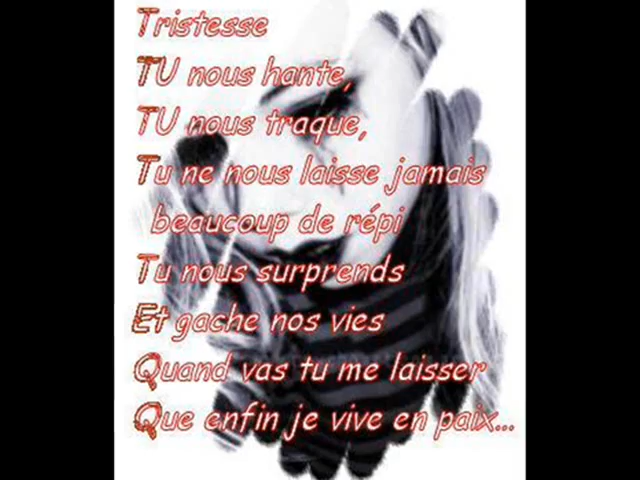 Tristesse
TU nous hante,
TU nous traque,
Tu ne nous laisse jamais
beaucoup de répi
Tu nous surprends
Et gache nos vies
Quand vas tu me laisser
Que enfin je vive en paix...